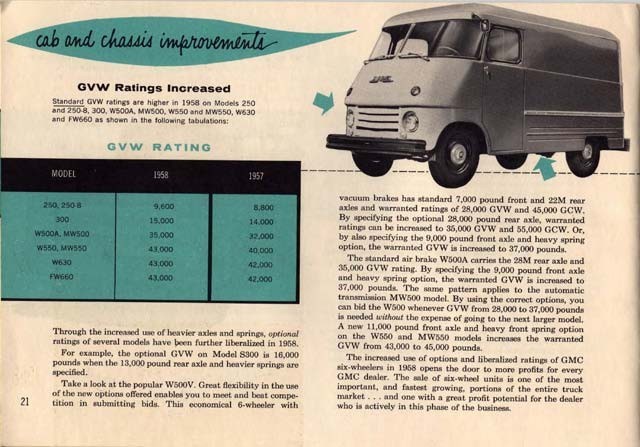 cab and chassis improvements
GVW Ratings Increased
Standard GVW ratings are higher in 1958 on Models 250
and 250-8, 300, W500A, MW500, W550 and MW550, W630
and FW660 as shown in the following tabulations:
GVW RATING
MODEL 1958 1957
250, 250-8 9,600 8,800
300 15,000 14,000
W500A, MW500 35,000 32,000
W550, MW550 43,000 40,000
W630 43,000 42,000
FW660 43,000 42,000
Through the increased use of heavier axles and springs, optional
ratings of several models have been further liberalized in 1958.
For example, the optional GVW on Model S300 is 16,000
pounds when the 13,000 pound rear axle and heavier springs are
specified.
Take a look at the popular W500V. Great flexibility in the use
of the new options offered enables you to meet and beat compe-
tition in submitting bids. This economical 6-wheeler with
21
GMC
vacuum brakes has standard 7,000 pound front and 22M rear
axles and warranted ratings of 28,000 GVW and 45,000 GCW.
By specifying the optional 28,000 pound rear axle, warranted
ratings can be increased to 35,000 GVW and 55,000 GCW. Or,
by also specifying the 9,000 pound front axle and heavy spring
option, the warranted GVW is increased to 37,000 pounds.
The standard air brake W500A carries the 28M rear axle and
35,000 GVW rating. By specifying the 9,000 pound front axle
and heavy spring option, the warranted GVW is increased to
37,000 pounds. The same pattern applies to the automatic
transmission MW500 model. By using the correct options, you
can bid the W500 whenever GVW from 28,000 to 37,000 pounds
is needed without the expense of going to the next larger model.
A new 11,000 pound front axle and heavy front spring option
on the W550 and MW550 models increases the warranted
GVW from 43,000 to 45,000 pounds.
The increased use of options and liberalized ratings of GMC
six-wheelers in 1958 opens the door to more profits for every
GMC dealer. The sale of six-wheel units is one of the most
important, and fastest growing, portions of the entire truck
market . . . and one with a great profit potential for the dealer
who is actively in this phase of the business.